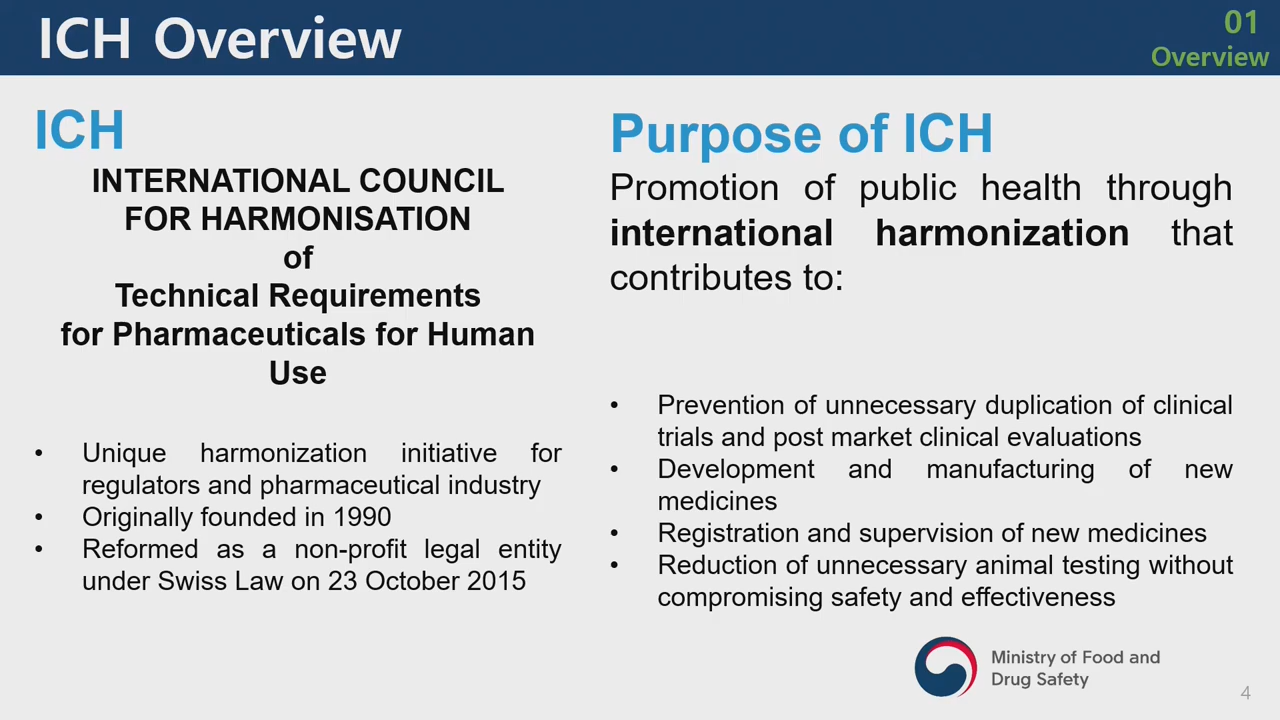 ICH Overview
01
Overview
ICH
INTERNATIONAL COUNCIL
FOR HARMONISATION
of
Technical Requirements
for Pharmaceuticals for Human
Use
• Unique harmonization initiative for
regulators and pharmaceutical industry
• Originally founded in 1990
• Reformed as a non-profit legal entity
under Swiss Law on 23 October 2015
Purpose of ICH
Promotion of public health through
international harmonization that
contributes to:
• Prevention of unnecessary duplication of clinical
trials and post market clinical evaluations
• Development and manufacturing of new
medicines
• Registration and supervision of new medicines
• Reduction of unnecessary animal testing without
compromising safety and effectiveness
Ministry of Food and
Drug Safety
4